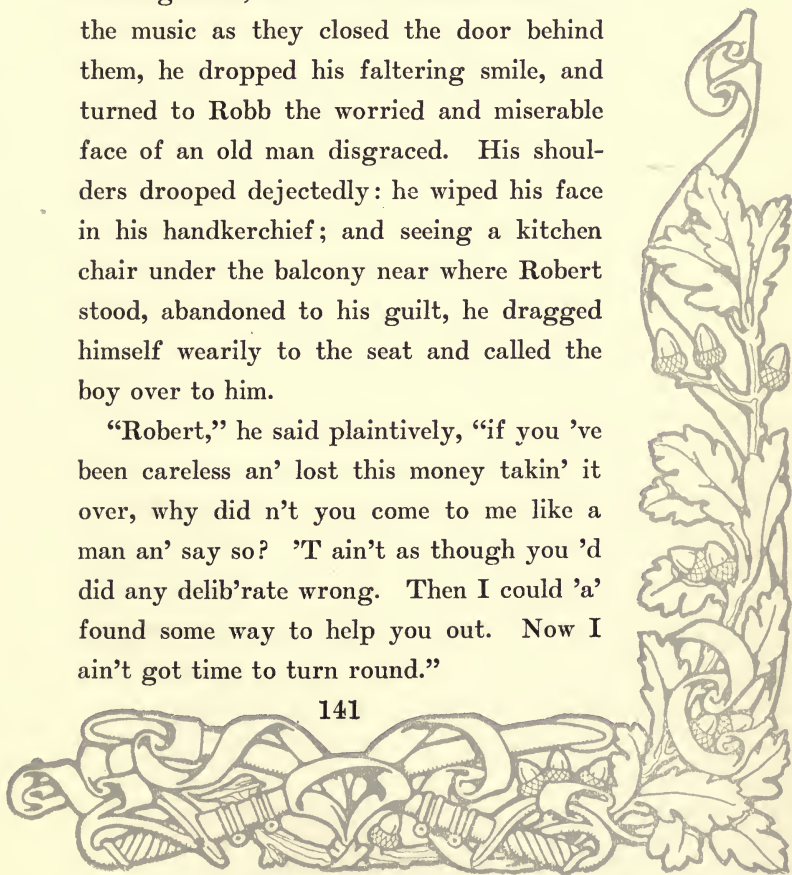 the music as they closed the door behind
them, he dropped his faltering smile, and
turned to Robb the worried and miserable
face of an old man disgraced. His shoul-
ders drooped dejectedly: he wiped his face
in his handkerchief; and seeing a kitchen
chair under the balcony near where Robert
stood, abandoned to his guilt, he dragged
himself wearily to the seat and called the
boy over to him.
“Robert,” he said plaintively, “if you ’ve
been careless an’ lost this money takin’ it
over, why did n’t you come to me like a
man an’ say so? ’T ain’t as though you ’d
did any delib’rate wrong. Then I could ’a’
found some way to help you out. Now I
ain’t got time to turn round.”
141